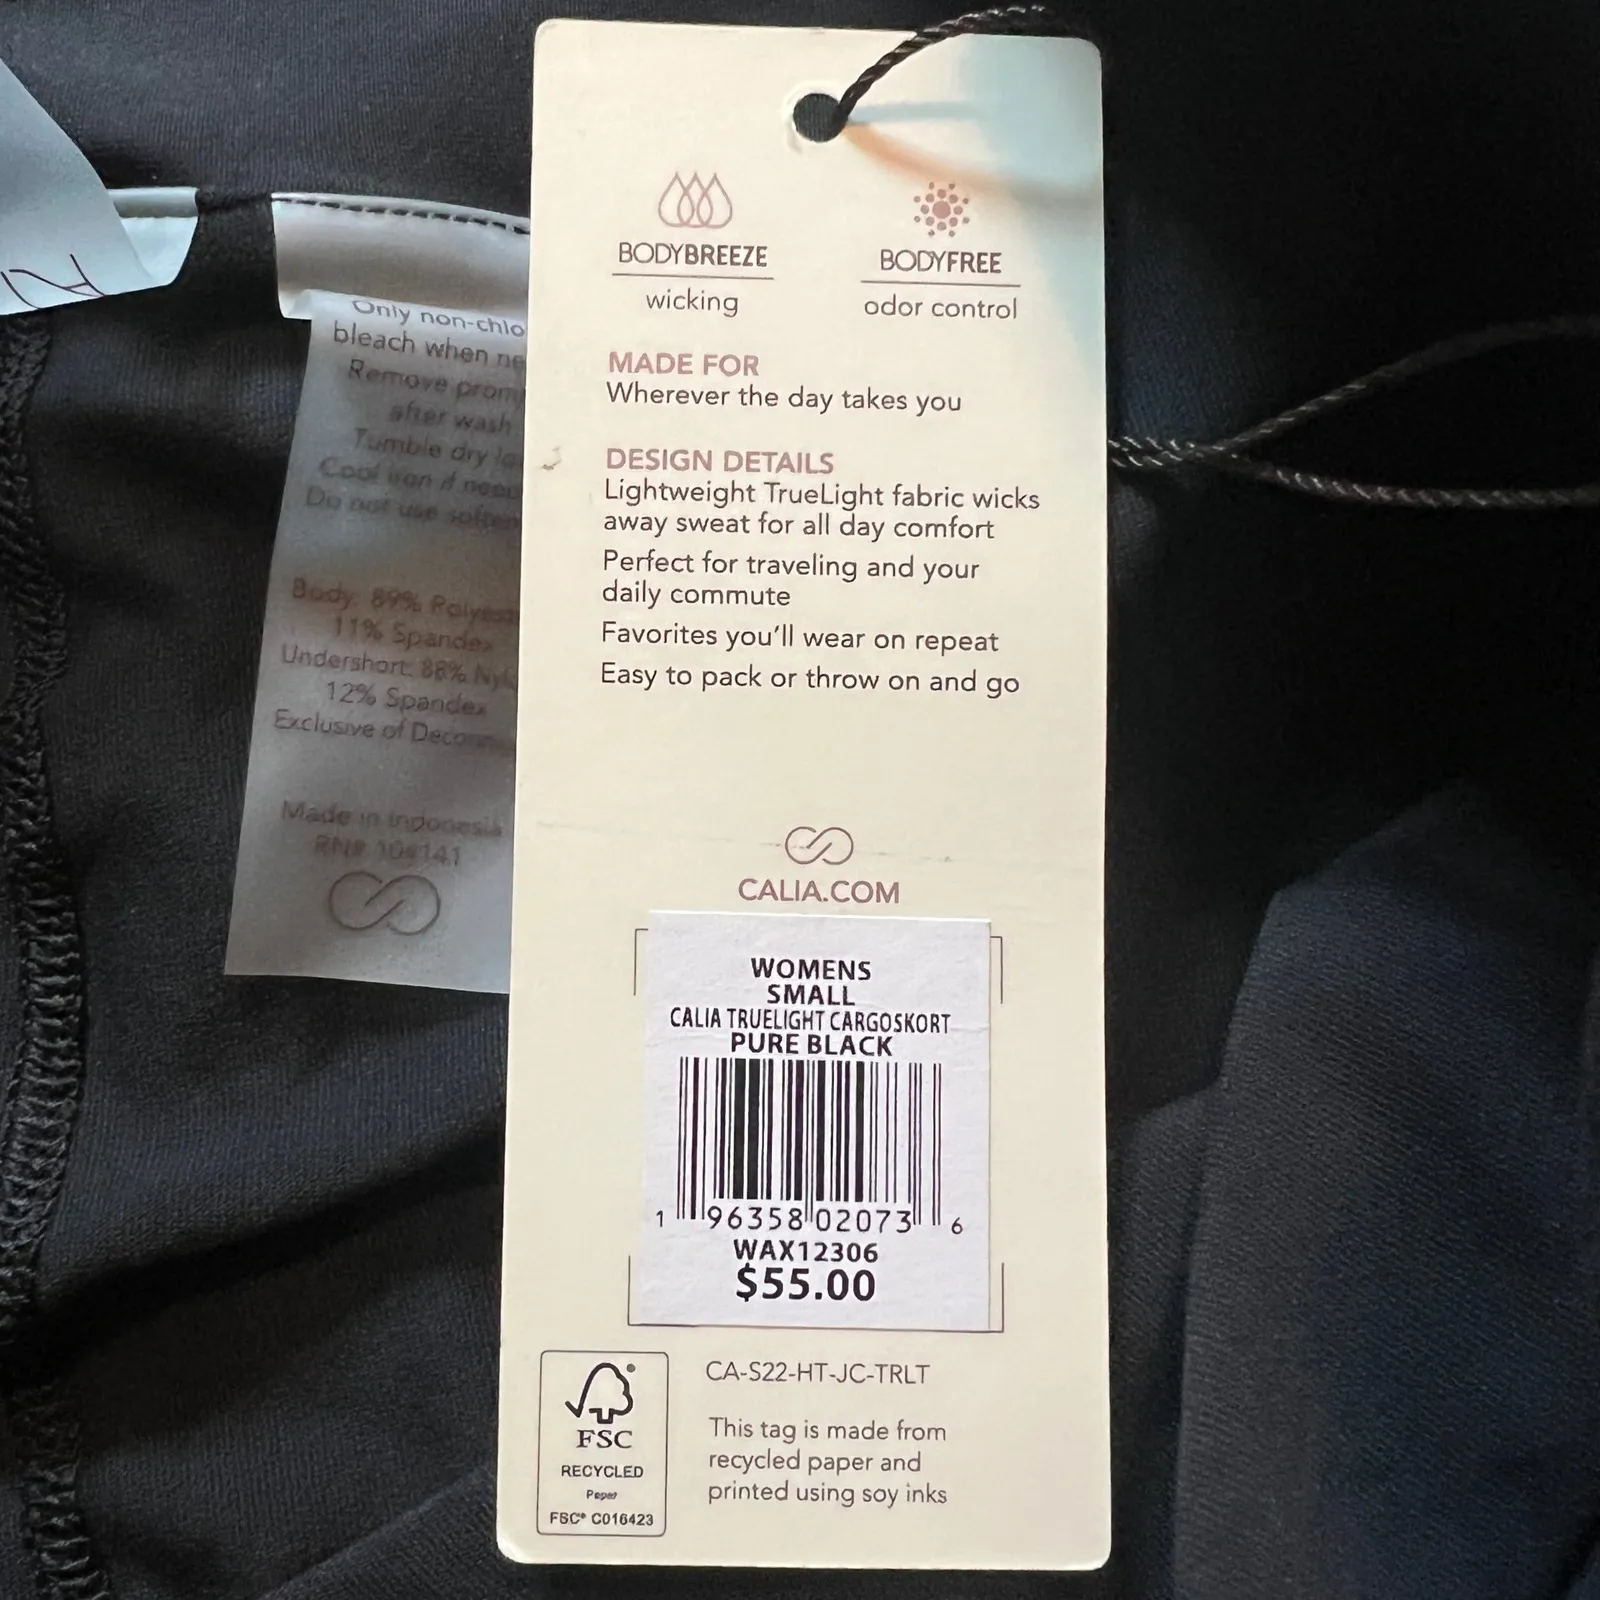 BODYBREEZE
wicking
BODYFREE
odor control
MADE FOR
Wherever the day takes you
DESIGN DETAILS
Lightweight TrueLight fabric wicks
away sweat for all day comfort
Perfect for traveling and your
daily commute
Favorites you'll wear on repeat
Easy to pack or throw on and go
CALIA.COM
WOMENS
SMALL
CALIA TRUELIGHT CARGOSKORT
PURE BLACK
1 96358 02073 6
WAX12306
$55.00
FSC
RECYCLED
Paper
FSC® C016423
CA-S22-HT-JC-TRLT
This tag is made from
recycled paper and
printed using soy inks
Only non-chlo
bleach when ne
Remove prom
after wash
Tumble dry lo
Cool iron if need
Do not use soften
Body: 89% Polyest
11% Spandex
Undershort: 88% Nyl
12% Spandex
Exclusive of Decor
Made in Indonesia
RN# 104141